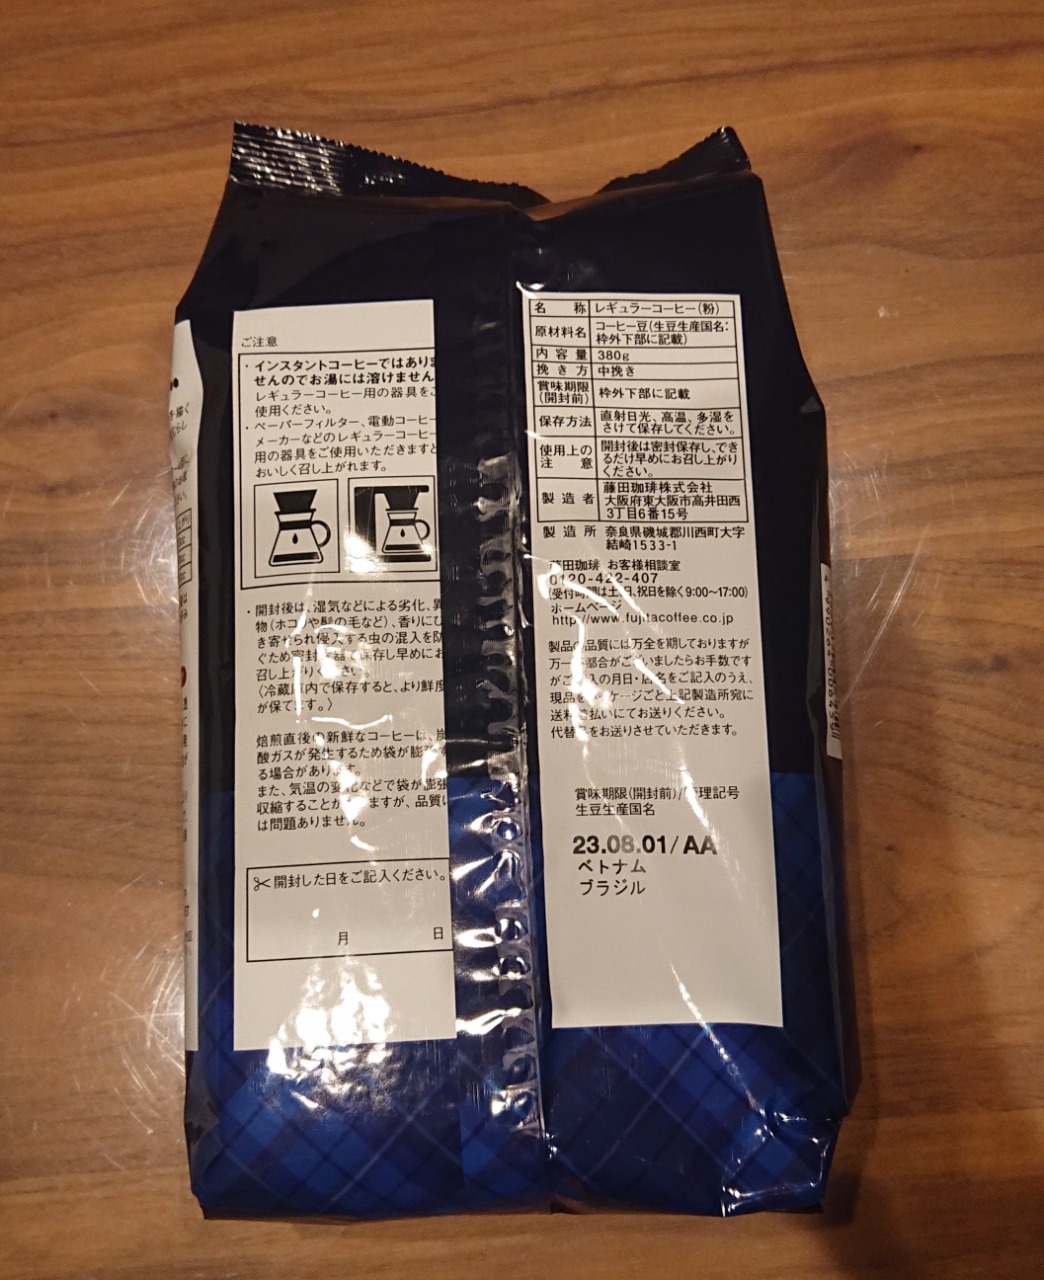 ご注意
・インスタントコーヒーではありま
せんのでお湯には溶けません
レギュラーコーヒー用の器具をご
使用ください。
・ペーパーフィルター、電動コーヒー
メーカーなどのレギュラーコーヒー
用の器具をご使用いただきますと
おいしく召し上がれます。
・開封後は、湿気などによる劣化、異
物(ホコリや髪の毛など)、香りにひ
き寄せられ侵入する虫の混入を防
ぐため密封容器で保存し早めにお
召し上がりください。
〈冷蔵庫内で保存すると、より鮮度
が保てます。〉
焙煎直後の新鮮なコーヒーは、炭
酸ガスが発生するため袋が膨張す
る場合があります。
また、気温の変化などで袋が膨張
収縮することがありますが、品質に
は問題ありません。
開封した日をご記入ください。
月 日
名称 レギュラーコーヒー(粉)
原材料名 コーヒー豆(生豆生産国名:
枠外下部に記載)
内容量 380g
挽き方 中挽き
賞味期限(開封前) 枠外下部に記載
保存方法 直射日光、高温、多湿を
さけて保存してください。
使用上の注意 開封後は密封保存し、でき
るだけ早めにお召し上がり
ください。
製造者 藤田珈琲株式会社
大阪府東大阪市高井田西
3丁目6番15号
製造所 奈良県磯城郡川西町大字
結崎1533-1
藤田珈琲 お客様相談室
0120-422-407
(受付時間は土、日、祝日を除く9:00~17:00)
ホームページ
http://www.fujitacoffee.co.jp
製品の品質には万全を期しておりますが
万一不都合がございましたらお手数です
がご購入の月日・店名をご記入のうえ、
現品をパッケージごと上記製造所宛に
送料着払いにてお送りください。
代替品をお送りさせていただきます。
賞味期限(開封前)/管理記号
生豆生産国名
23.08.01/AA
ベトナム
ブラジル